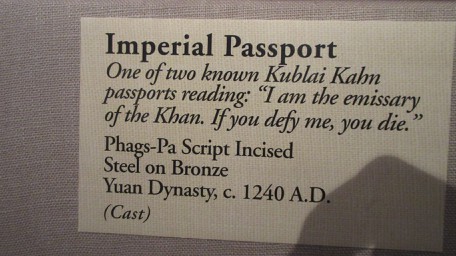 Imperial Passport
One of two known Kublai Kahn
passports reading: “I am the emissary
of the Khan. If you defy me, you die.”
Phags-Pa Script Incised
Steel on Bronze
Yuan Dynasty, c. 1240 A.D.
(Cast)